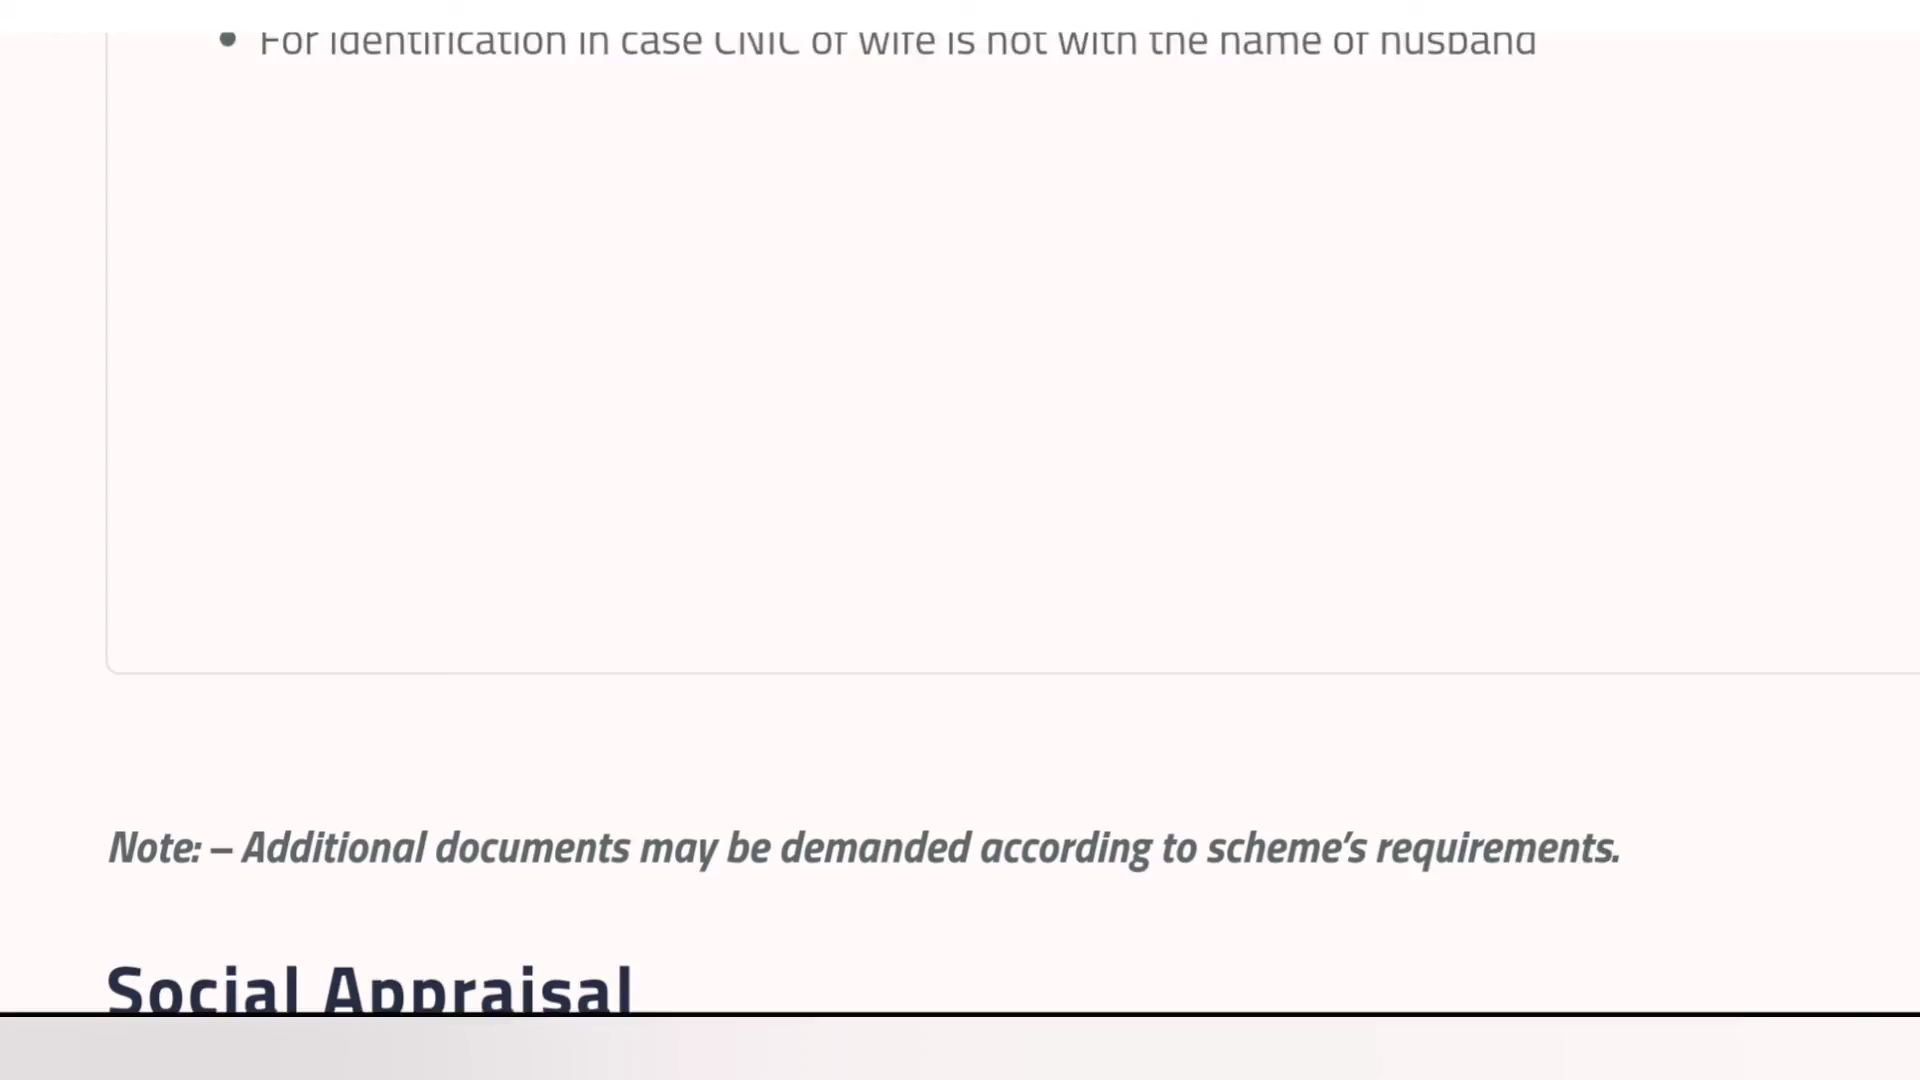 • For identification in case CNIC of wife is not with the name of husband
Note: – Additional documents may be demanded according to scheme’s requirements.
Social Appraisal